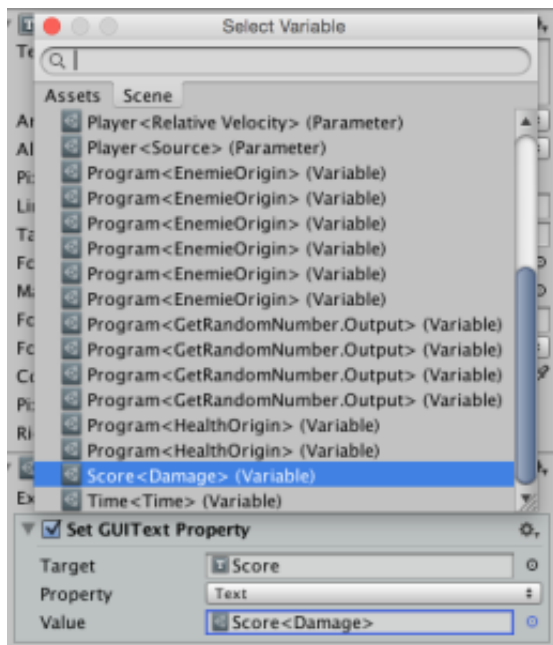 Select Variable
Te
Assets Scene
Player<Relative Velocity> (Parameter)
Player<Source> (Parameter)
Program<EnemieOrigin> (Variable)
Program<EnemieOrigin> (Variable)
Program<EnemieOrigin> (Variable)
Program<EnemieOrigin> (Variable)
Program<EnemieOrigin> (Variable)
Program<EnemieOrigin> (Variable)
Program<GetRandomNumber.Output> (Variable)
Program<GetRandomNumber.Output> (Variable)
Program<GetRandomNumber.Output> (Variable)
Program<GetRandomNumber.Output> (Variable)
Program<HealthOrigin> (Variable)
Program<HealthOrigin> (Variable)
Score<Damage> (Variable)
Time<Time> (Variable)
Set GUIText Property
Target Score
Property Text
Value Score<Damage>